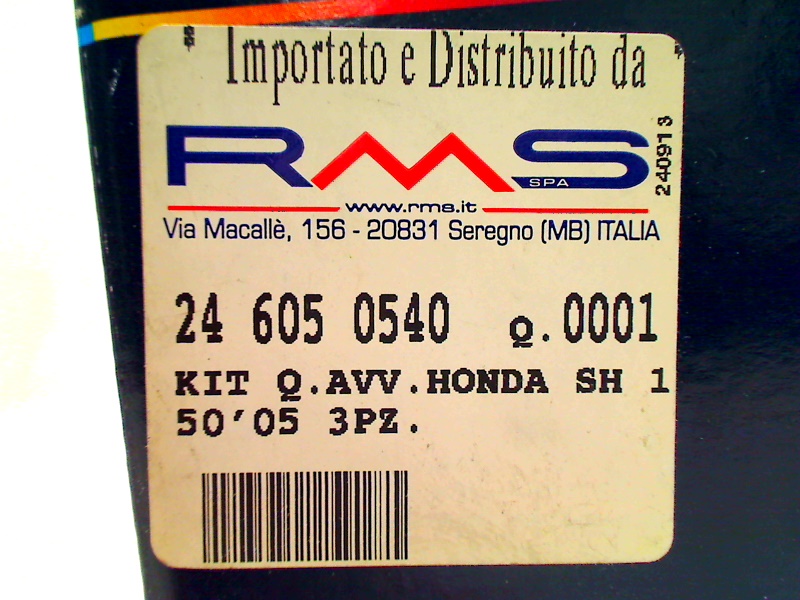 Importato e Distribuito da
RMS
SPA
www.rms.it
Via Macallè, 156 - 20831 Seregno (MB) ITALIA
240913
24 605 0540 Q.0001
KIT Q.AVV.HONDA SH 1
50'05 3PZ.